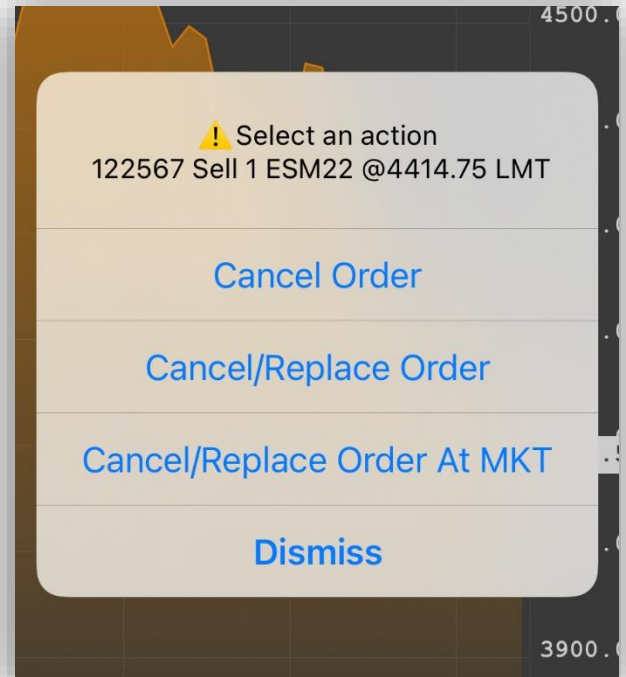 4500.
Select an action
122567 Sell 1 ESM22 @4414.75 LMT
Cancel Order
Cancel/Replace Order
Cancel/Replace Order At MKT
Dismiss
3900.